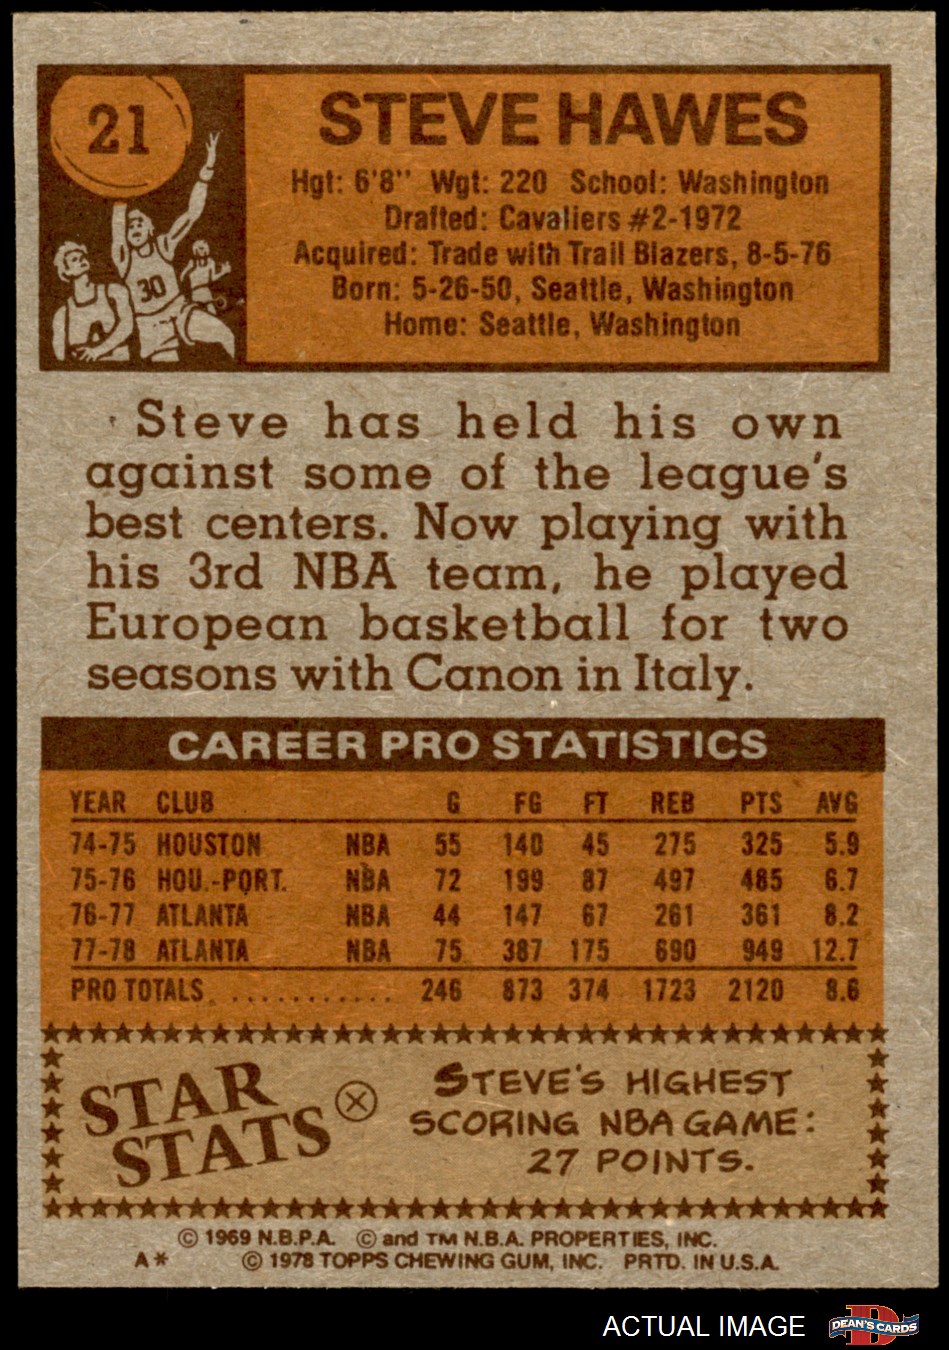 21
STEVE HAWES
Hgt: 6'8" Wgt: 220 School: Washington
Drafted: Cavaliers #2-1972
Acquired: Trade with Trail Blazers, 8-5-76
Born: 5-26-50, Seattle, Washington
Home: Seattle, Washington
30
Steve has held his own
against some of the league's
best centers. Now playing with
his 3rd NBA team, he played
European basketball for two
seasons with Canon in Italy.
CAREER PRO STATISTICS
YEAR CLUB G FG FT REB PTS AVG
74-75 HOUSTON NBA 55 140 45 275 325 5.9
75-76 HOU.-PORT. NBA 72 199 87 497 485 6.7
76-77 ATLANTA NBA 44 147 67 261 361 8.2
77-78 ATLANTA NBA 75 387 175 690 949 12.7
PRO TOTALS. . . . . . . . . . . . 246 873 374 1723 2120 8.6
STAR STATS
STEVE'S HIGHEST
SCORING NBA GAME:
27 POINTS.
© 1969 N.B.P.A. © and TM N.B.A. PROPERTIES, INC.
A* © 1978 TOPPS CHEWING GUM, INC. PRTD. IN U.S.A.
ACTUAL IMAGE
D
DEAN'S CARDS